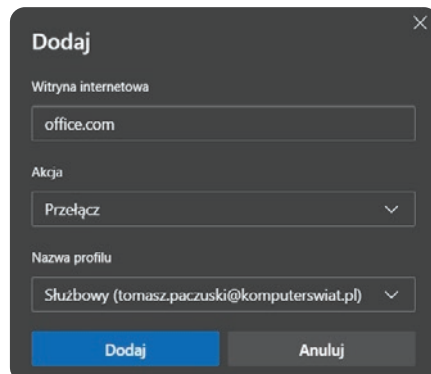 Dodaj
Witryna internetowa
office.com
Akcja
Przełącz
Nazwa profilu
Służbowy (tomasz.paczuski@komputerswiat.pl)
Dodaj
Anuluj